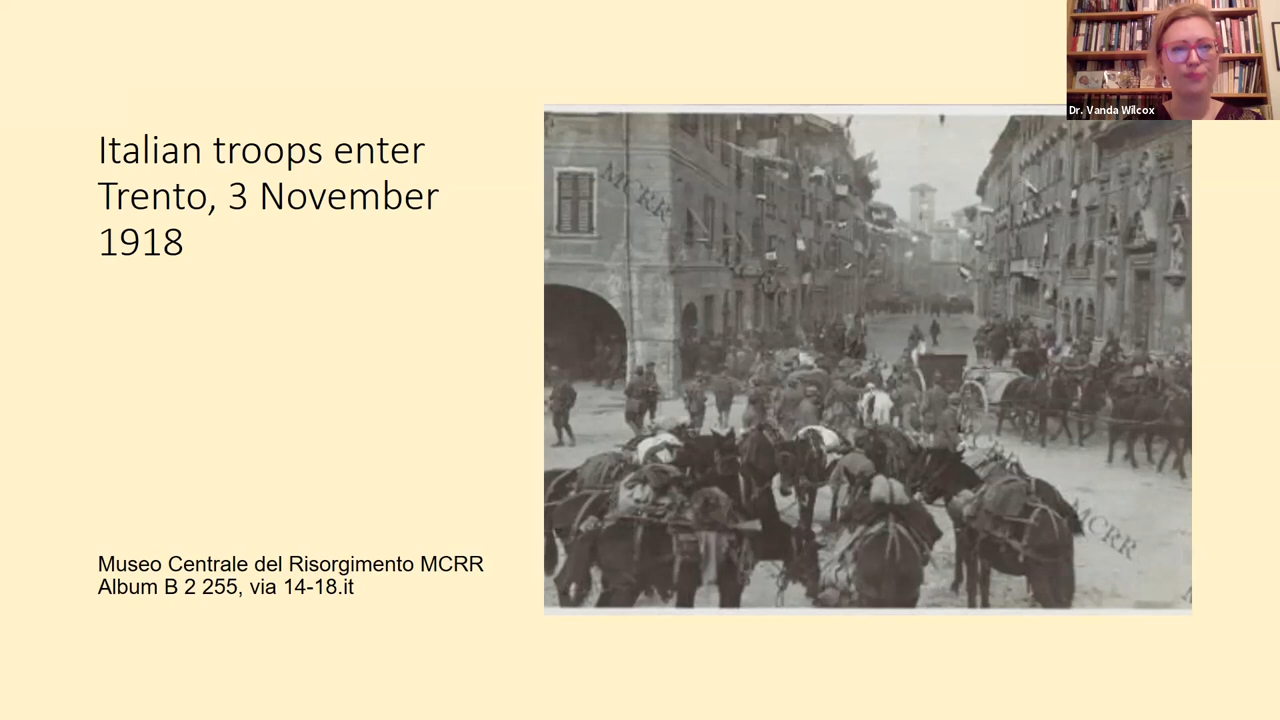 Dr. Vanda Wilcox
Italian troops enter
Trento, 3 November
1918
MCRR
MCRR
Museo Centrale del Risorgimento MCRR
Album B 2 255, via 14-18.it